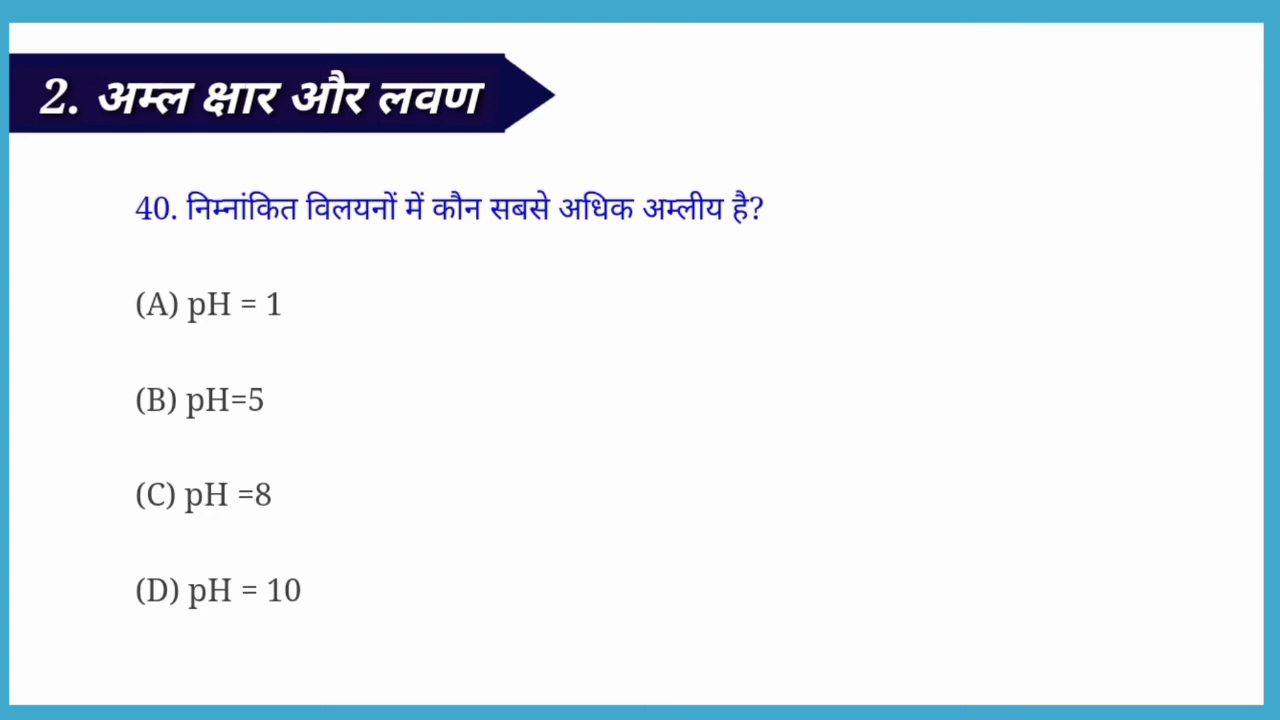 2. अम्ल क्षार और लवण
40. निम्नांकित विलयनों में कौन सबसे अधिक अम्लीय है?
(A) pH = 1
(B) pH=5
(C) pH =8
(D) pH = 10